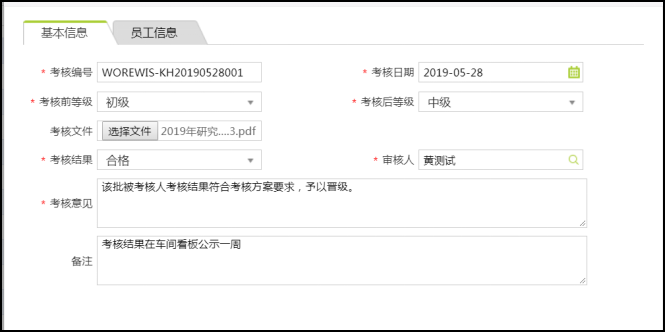 基本信息 员工信息
* 考核编号 WOREWIS-KH20190528001 * 考核日期 2019-05-28
* 考核前等级 初级 * 考核后等级 中级
考核文件 选择文件 2019年研究....3.pdf
* 考核结果 合格 * 审核人 黄测试
* 考核意见 该批被考核人考核结果符合考核方案要求，予以晋级。
备注 考核结果在车间看板公示一周